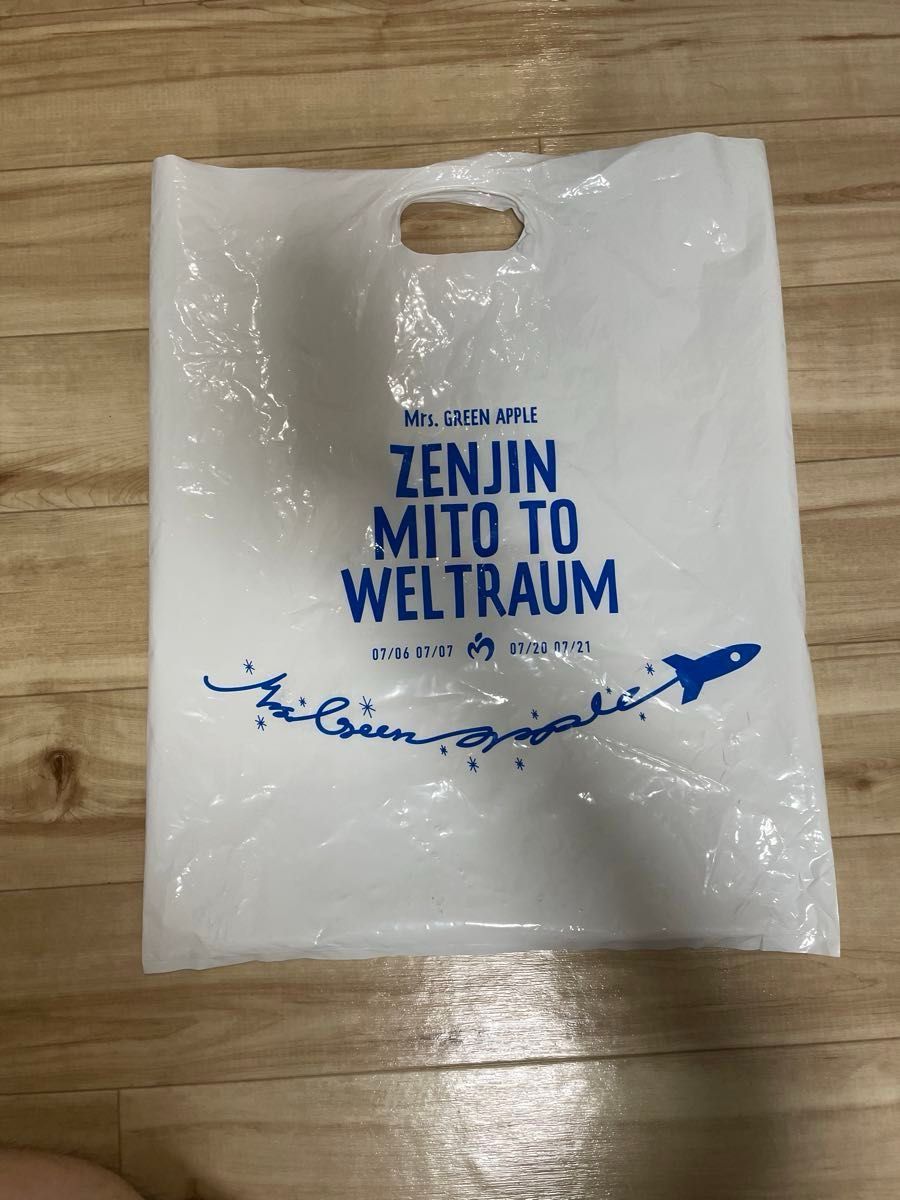 Mrs. GREEN APPLE
ZENJIN
MITO TO
WELTRAUM
07/06 07/07 07/20 07/21
Mrs. Green Apple